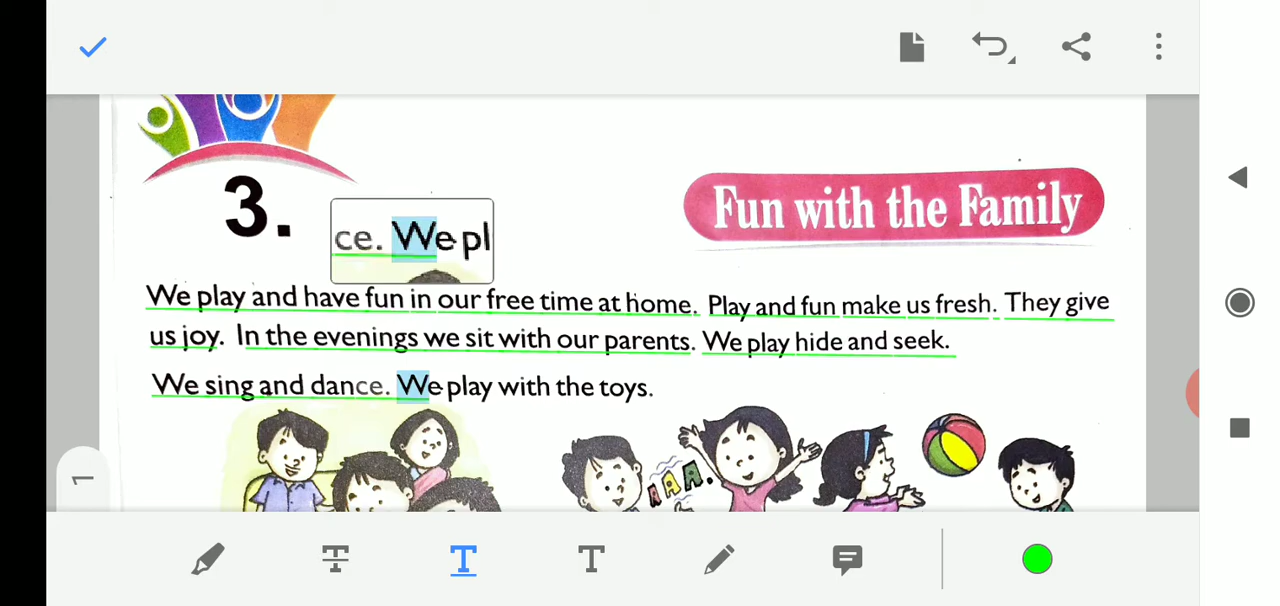 3.
ce. We pl
Fun with the Family
We play and have fun in our free time at home. Play and fun make us fresh. They give
us joy. In the evenings we sit with our parents. We play hide and seek.
We sing and dance. We play with the toys.
AAA.
1
T T T